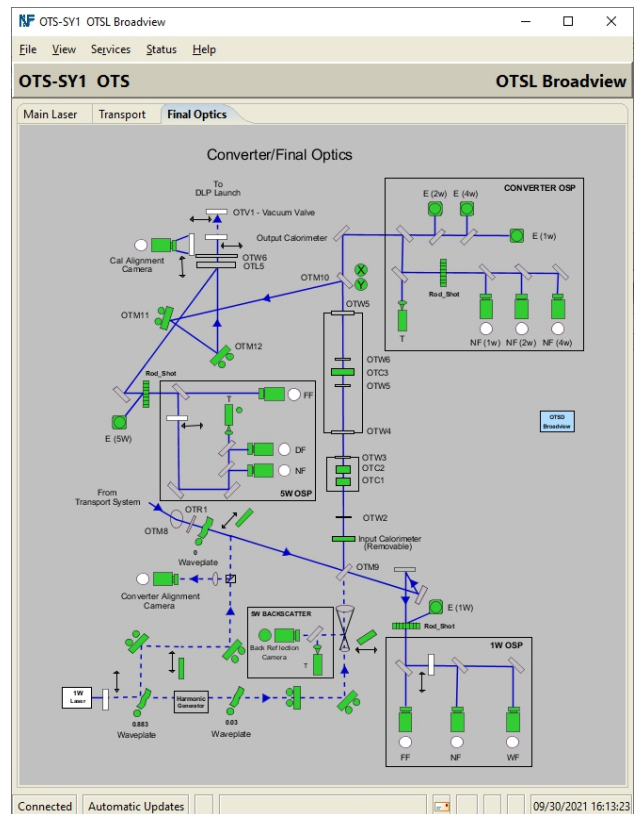 NF OTS-SY1 OTSL Broadview
File View Services Status Help
OTS-SY1 OTS
OTSL Broadview
Main Laser Transport Final Optics
Converter/Final Optics
To
DLP Launch
OTV1 - Vacuum Valve
Output Calorimeter
Cal Alignment
Camera
OTW6
OTL5
OTM10
X
Y
CONVERTER OSP
E (2w) E (4w)
E (1w)
Rod_Shot
T
NF (1w) NF (2w) NF (4w)
OTM11
OTM12
OTW5
OTW6
OTC3
OTW5
OTW4
OTW3
OTC2
OTC1
OTW2
Input Calorimeter
(Removable)
OTM9
Rod_Shot
E (5W)
T
FF
DF
NF
5W OSP
OTSD
Broadview
From
Transport System
OTM8
OTR1
0
Waveplate
Converter Alignment
Camera
5W BACKSCATTER
Back Reflection
Camera
T
1W
Laser
0.883
Waveplate
Harmonic
Generator
0.03
Waveplate
E (1W)
Rod_Shot
1W OSP
FF NF WF
Connected Automatic Updates 09/30/2021 16:13:23